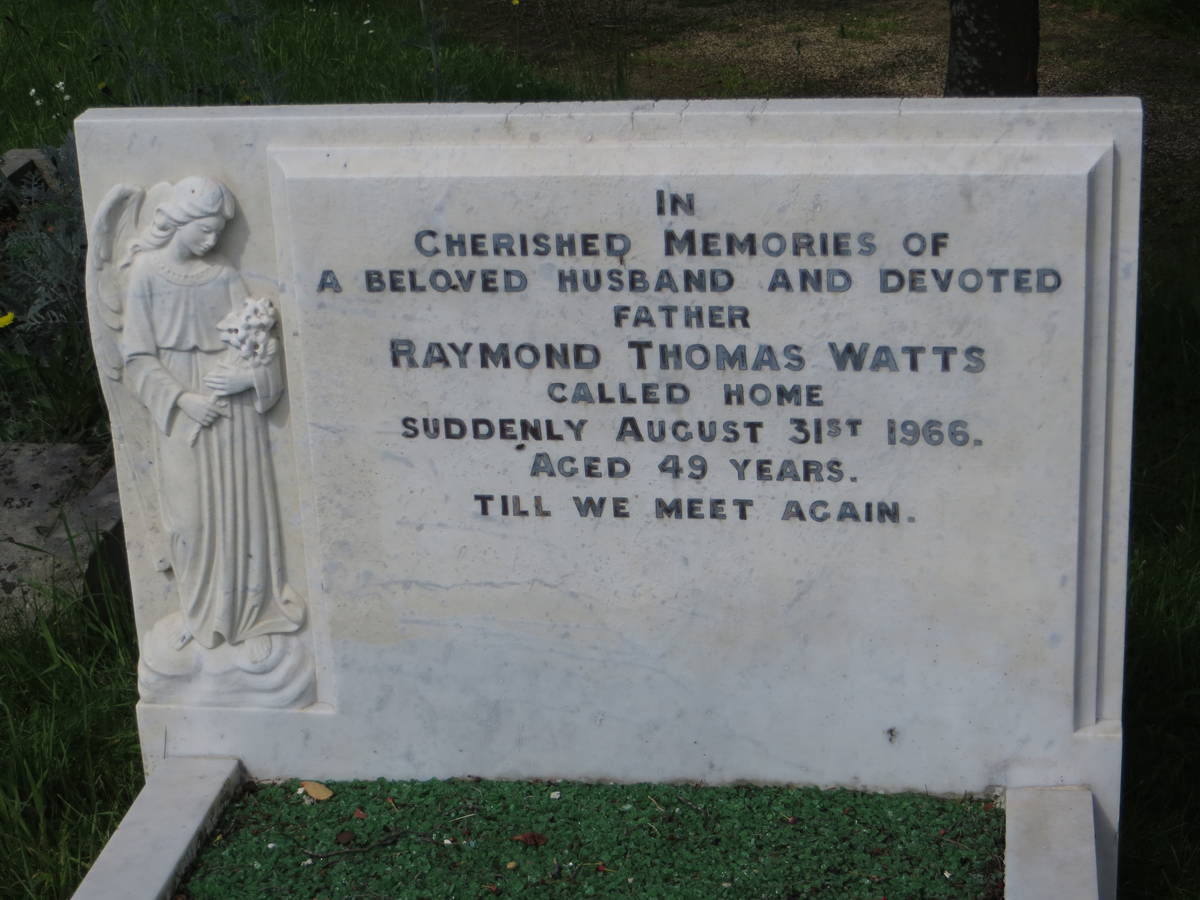 In
Cherished Memories of
a beloved husband and devoted
father
Raymond Thomas Watts
called home
suddenly August 31st 1966.
Aged 49 years.
Till we meet again.